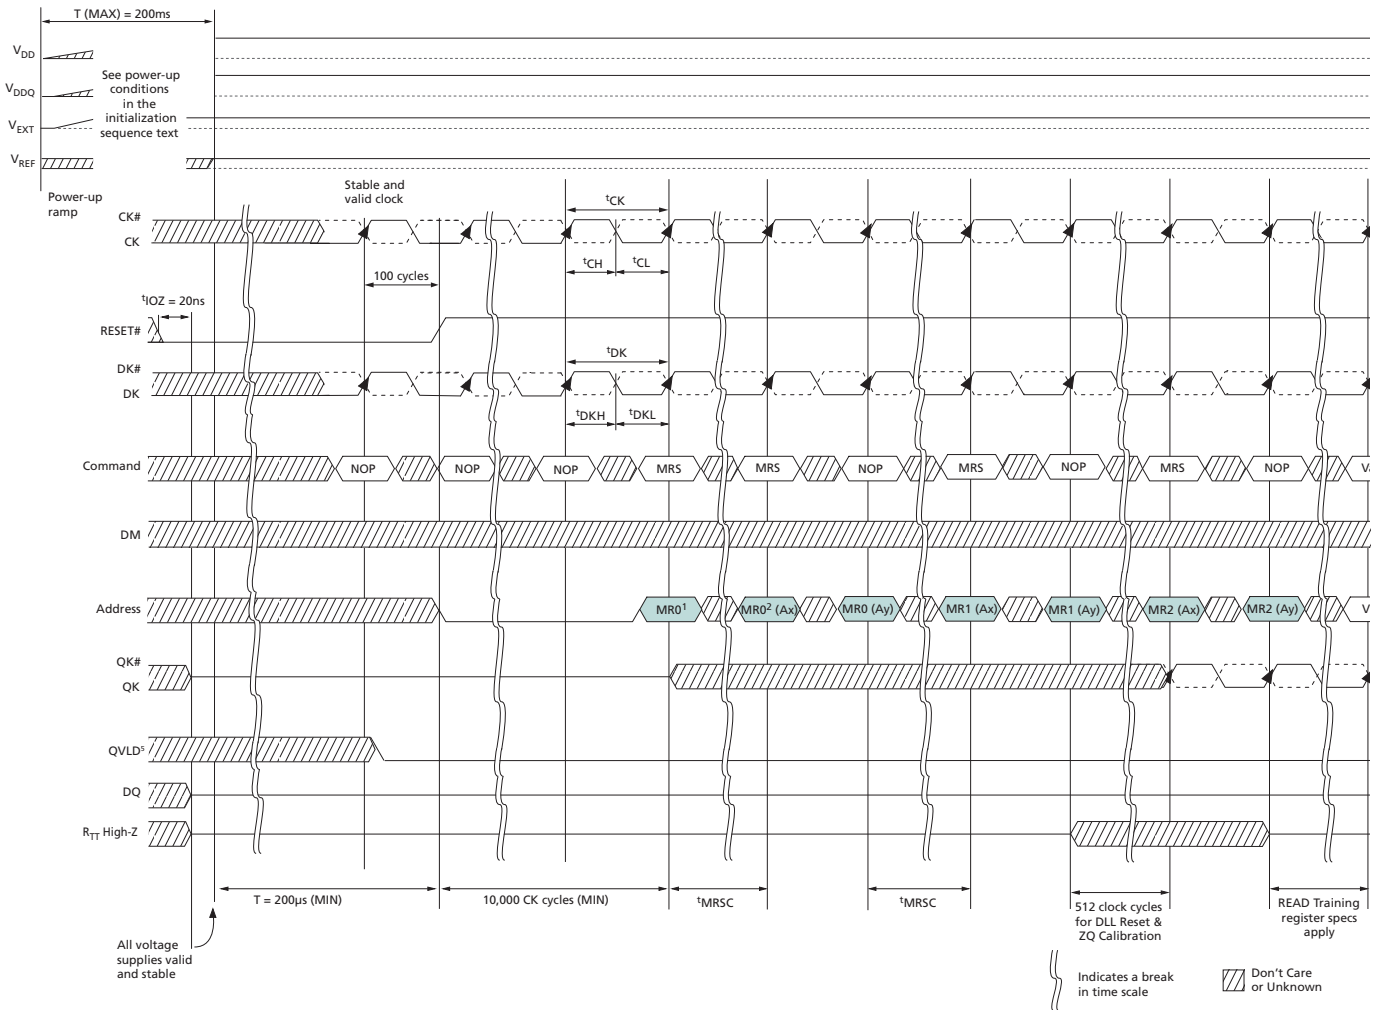 T (MAX) = 200ms
VDD
VDDQ
VEXT
VREF
See power-up
conditions
in the
initialization
sequence text
Power-up
ramp
Stable and
valid clock
CK#
CK
tCK
tCH
tCL
100 cycles
tIOZ = 20ns
RESET#
DK#
DK
tDK
tDKH
tDKL
Command
NOP NOP NOP MRS MRS NOP MRS NOP MRS NOP
DM
Address
MR0¹ MR0² (Ax) MR0 (Ay) MR1 (Ax) MR1 (Ay) MR2 (Ax) MR2 (Ay)
QK#
QK
QVLD⁵
DQ
RTT High-Z
T = 200µs (MIN)
10,000 CK cycles (MIN)
tMRSC
tMRSC
512 clock cycles
for DLL Reset &
ZQ Calibration
READ Training
register specs
apply
All voltage
supplies valid
and stable
Indicates a break
in time scale
Don't Care
or Unknown